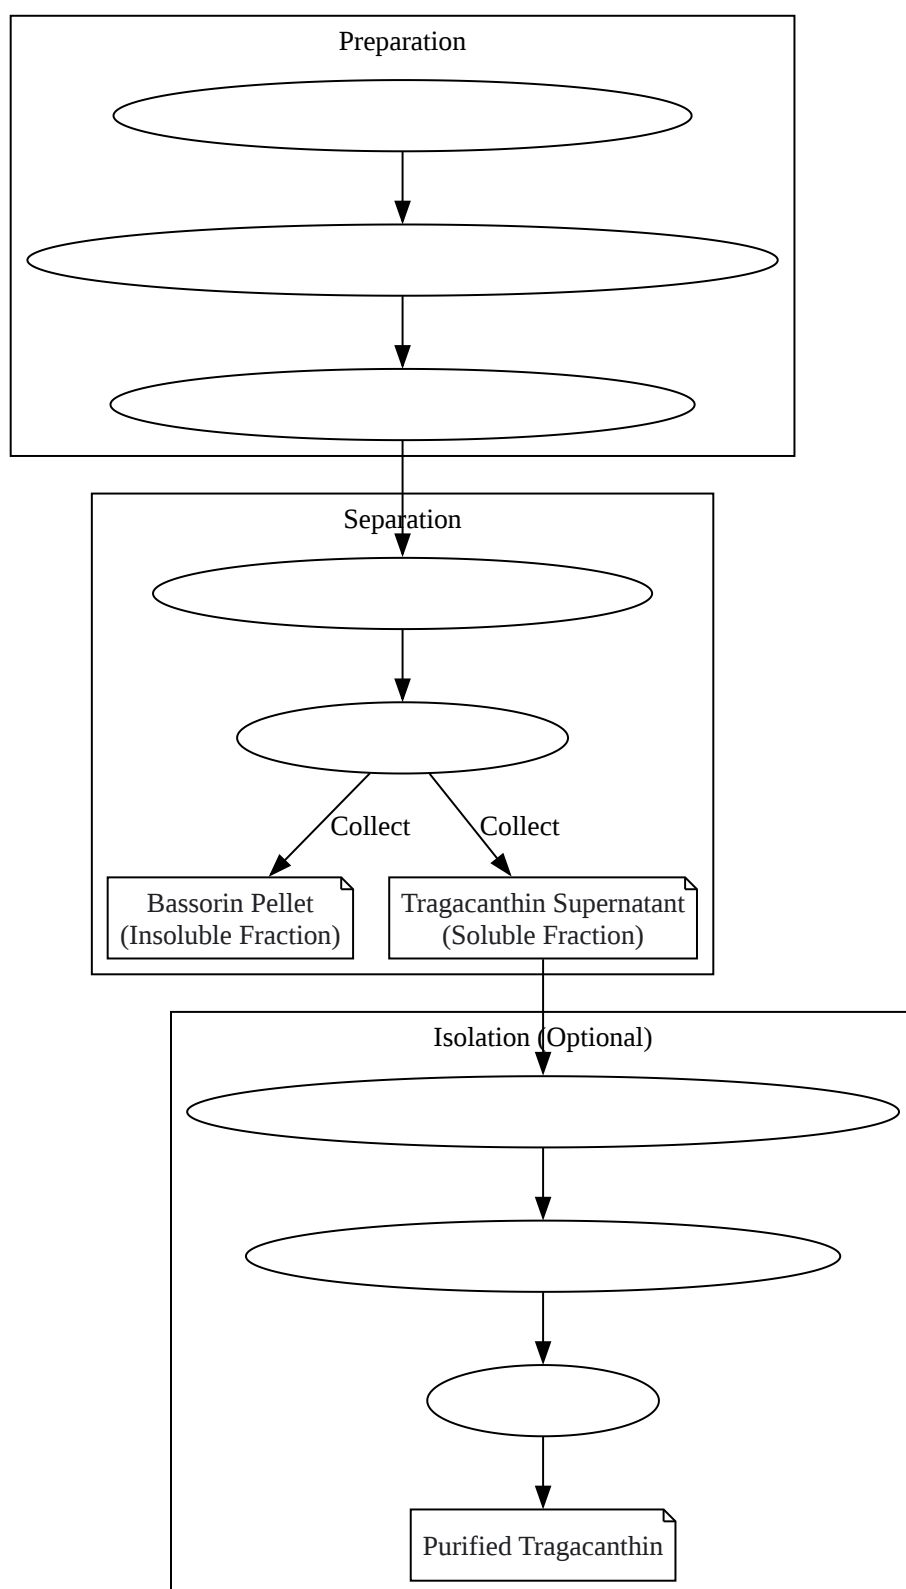 Preparation
Separation
Collect
Collect
Bassorin Pellet
(Insoluble Fraction)
Tragacanthin Supernatant
(Soluble Fraction)
Isolation (Optional)
Purified Tragacanthin